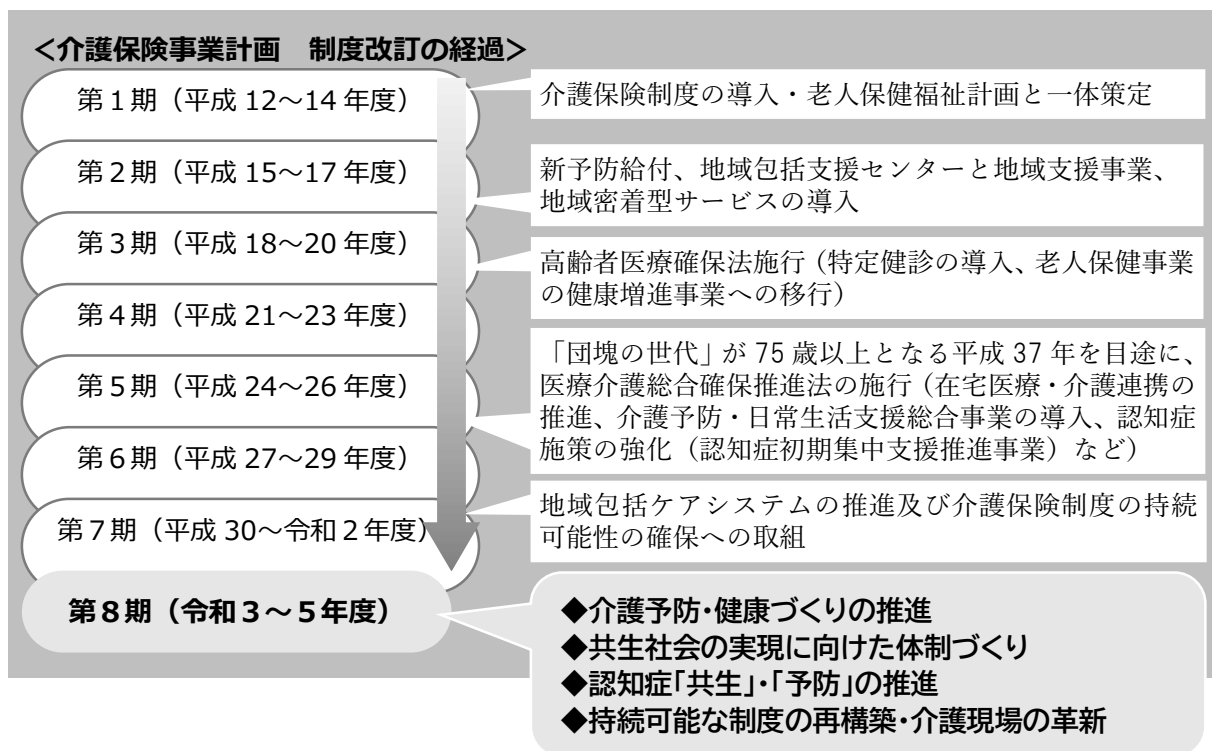 ＜介護保険事業計画　制度改訂の経過＞
第１期（平成 12～14 年度）
介護保険制度の導入・老人保健福祉計画と一体策定
第２期（平成 15～17 年度）
新予防給付、地域包括支援センターと地域支援事業、
地域密着型サービスの導入
第３期（平成 18～20 年度）
高齢者医療確保法施行（特定健診の導入、老人保健事業
の健康増進事業への移行）
第４期（平成 21～23 年度）
「団塊の世代」が 75 歳以上となる平成 37 年を目途に、
医療介護総合確保推進法の施行（在宅医療・介護連携の
推進、介護予防・日常生活支援総合事業の導入、認知症
施策の強化（認知症初期集中支援推進事業）など）
第５期（平成 24～26 年度）
第６期（平成 27～29 年度）
第７期（平成 30～令和２年度）
地域包括ケアシステムの推進及び介護保険制度の持続
可能性の確保への取組
第８期（令和３～５年度）
◆介護予防・健康づくりの推進
◆共生社会の実現に向けた体制づくり
◆認知症「共生」・「予防」の推進
◆持続可能な制度の再構築・介護現場の革新